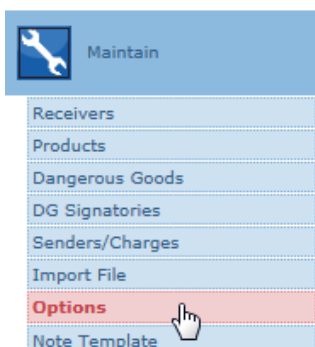 Maintain
Receivers
Products
Dangerous Goods
DG Signatories
Senders/Charges
Import File
Options
Note Template